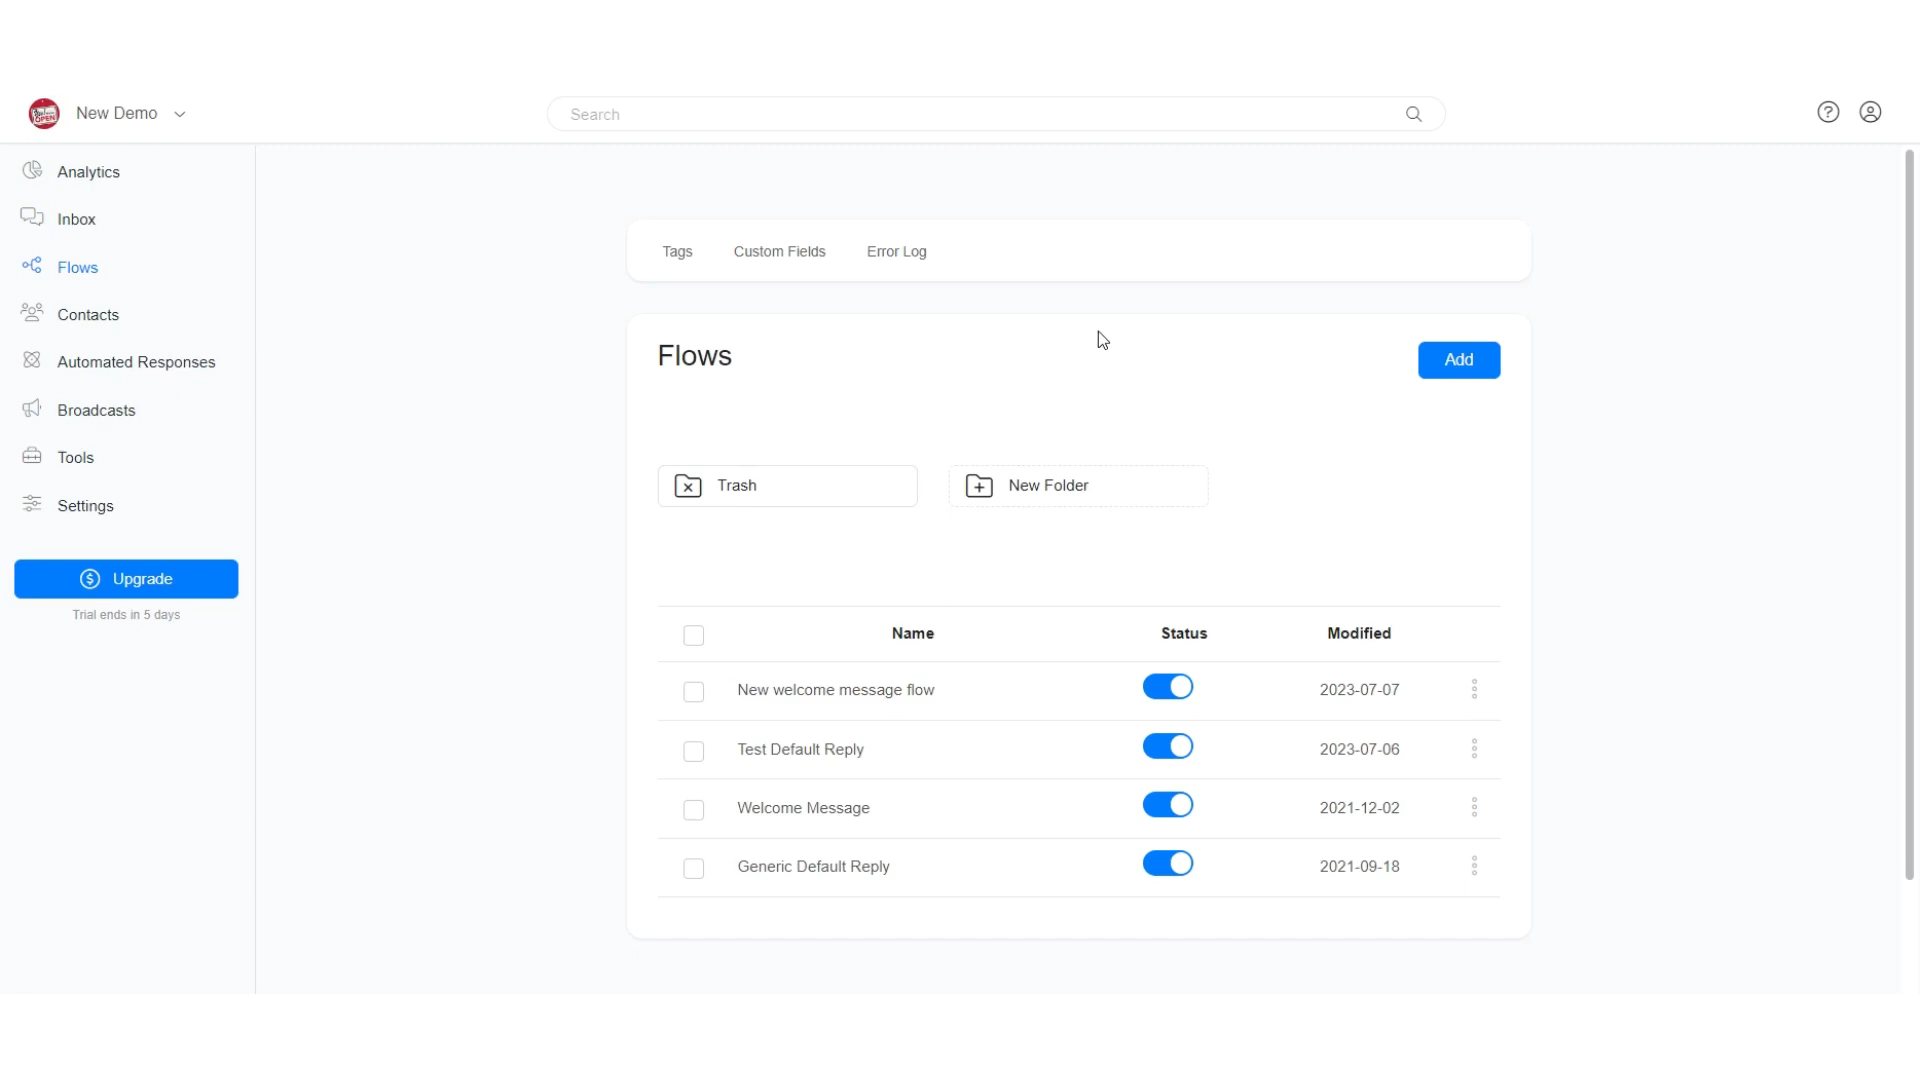 New Demo
Search
Analytics
Inbox
Flows
Contacts
Automated Responses
Broadcasts
Tools
Settings
Upgrade
Trial ends in 5 days
Tags Custom Fields Error Log
Flows
Add
Trash New Folder
Name Status Modified
New welcome message flow 2023-07-07
Test Default Reply 2023-07-06
Welcome Message 2021-12-02
Generic Default Reply 2021-09-18